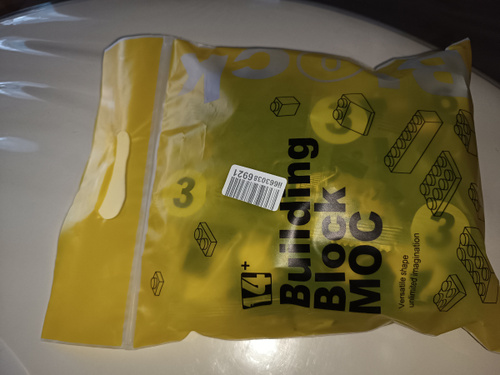 14+
Building
Block
MOC
Versatile shape
unlimited imagination
3
3
3